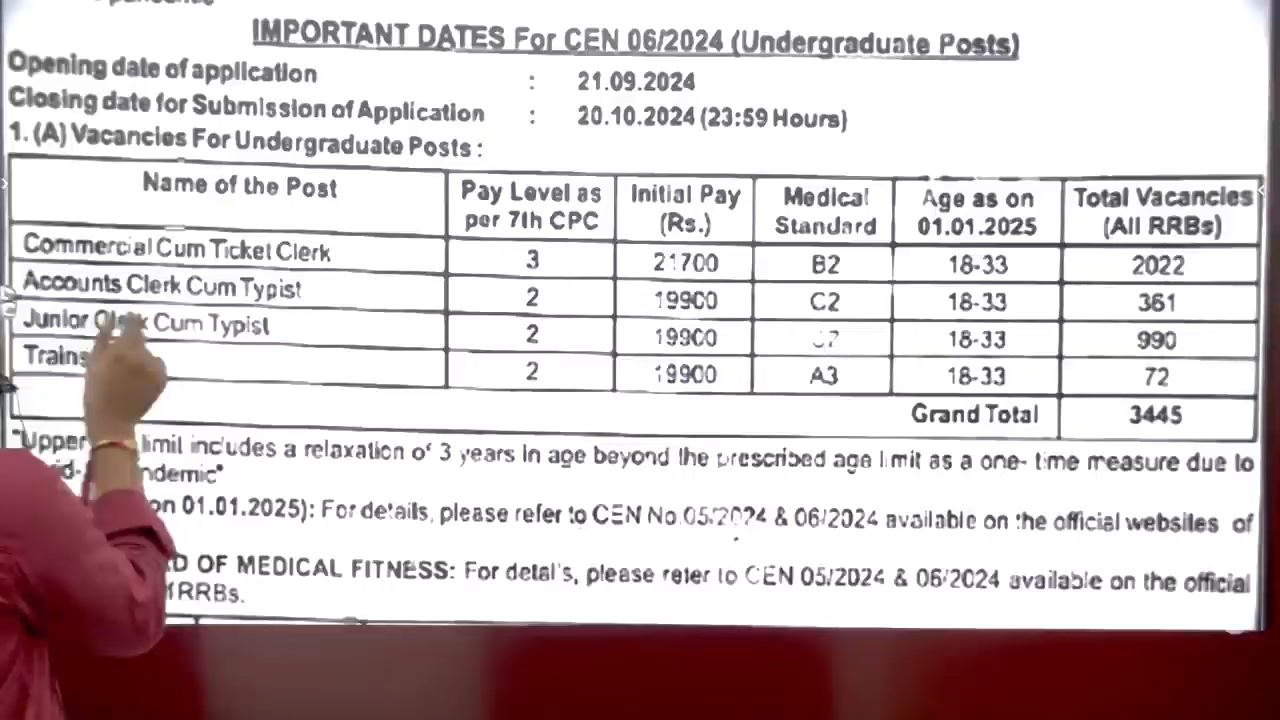 IMPORTANT DATES For CEN 06/2024 (Undergraduate Posts)
Opening date of application : 21.09.2024
Closing date for Submission of Application : 20.10.2024 (23:59 Hours)
1. (A) Vacancies For Undergraduate Posts :
Name of the Post Pay Level as per 7th CPC Initial Pay (Rs.) Medical Standard Age as on 01.01.2025 Total Vacancies (All RRBs)
Commercial Cum Ticket Clerk 3 21700 B2 18-33 2022
Accounts Clerk Cum Typist 2 19900 C2 18-33 361
Junior Clerk Cum Typist 2 19900 18-33 990
Trains 2 19900 A3 18-33 72
Grand Total 3445
"Upper limit includes a relaxation of 3 years in age beyond the prescribed age limit as a one- time measure due to
on 01.01.2025): For details, please refer to CEN No.05/2024 & 06/2024 available on the official websites of
OF MEDICAL FITNESS: For details, please refer to CEN 05/2024 & 06/2024 available on the official
RRBs.